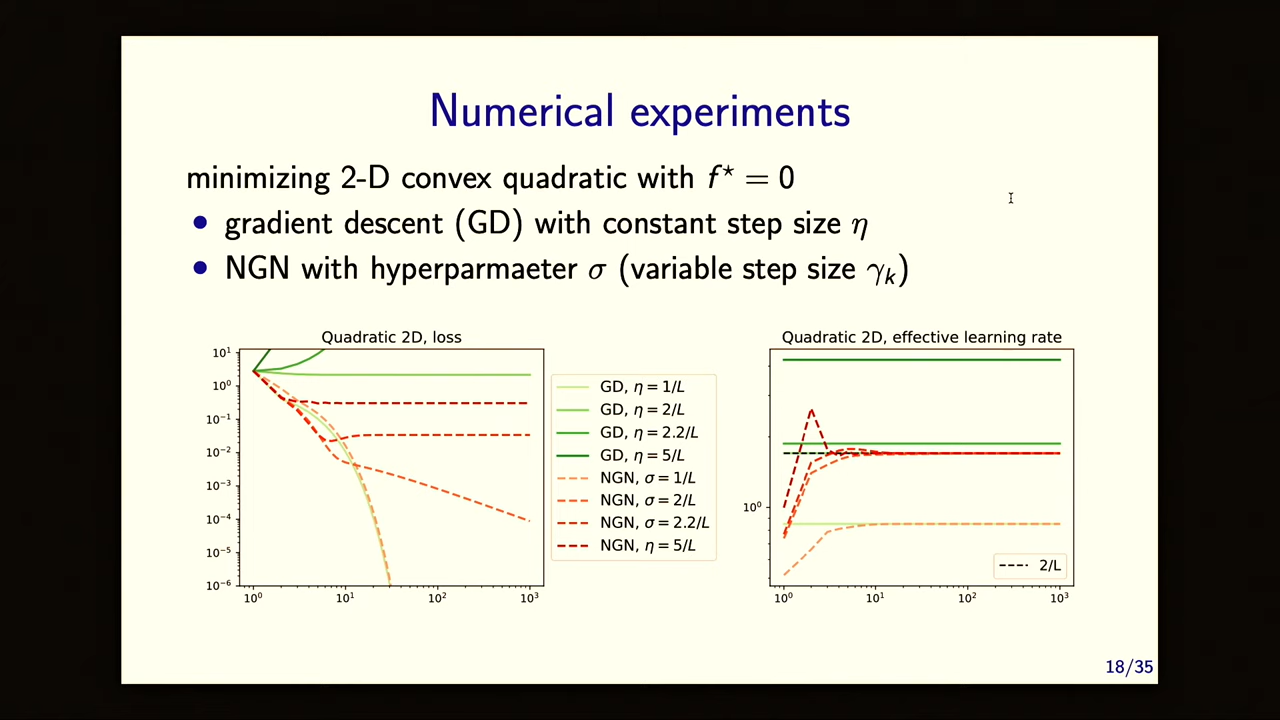 Numerical experiments
minimizing 2-D convex quadratic with f⋆ = 0
• gradient descent (GD) with constant step size η
• NGN with hyperparmaeter σ (variable step size γₖ)
Quadratic 2D, loss
10¹
10⁰
10⁻¹
10⁻²
10⁻³
10⁻⁴
10⁻⁵
10⁻⁶
10⁰ 10¹ 10² 10³
GD, η = 1/L
GD, η = 2/L
GD, η = 2.2/L
GD, η = 5/L
NGN, σ = 1/L
NGN, σ = 2/L
NGN, σ = 2.2/L
NGN, η = 5/L
Quadratic 2D, effective learning rate
10⁰
2/L
10⁰ 10¹ 10² 10³
18/35